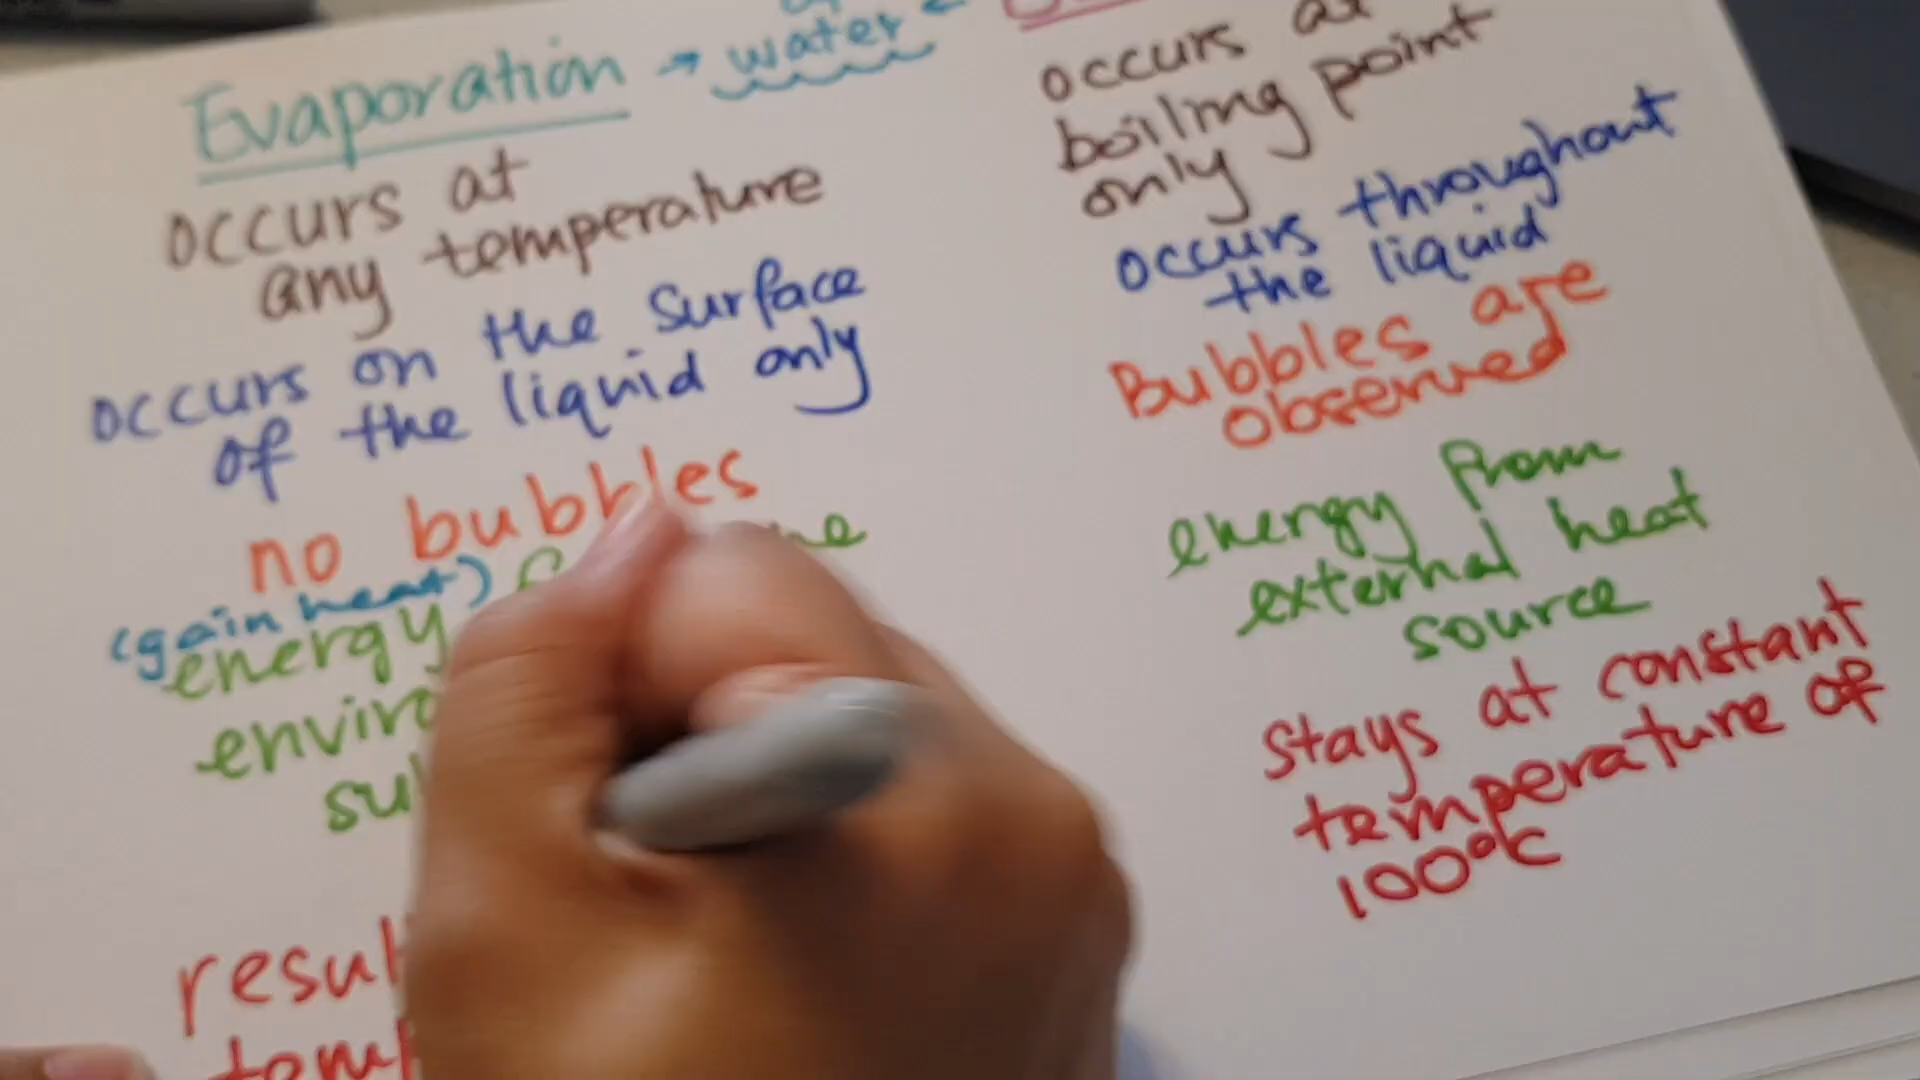 Evaporation → water ←
occurs at
any temperature
occurs on the surface
of the liquid only
no bubbles
(gain heat)
energy
occurs at
boiling point
only
occurs throughout
the liquid
Bubbles are
observed
energy from
external heat
source
stays at constant
temperature of
100°C